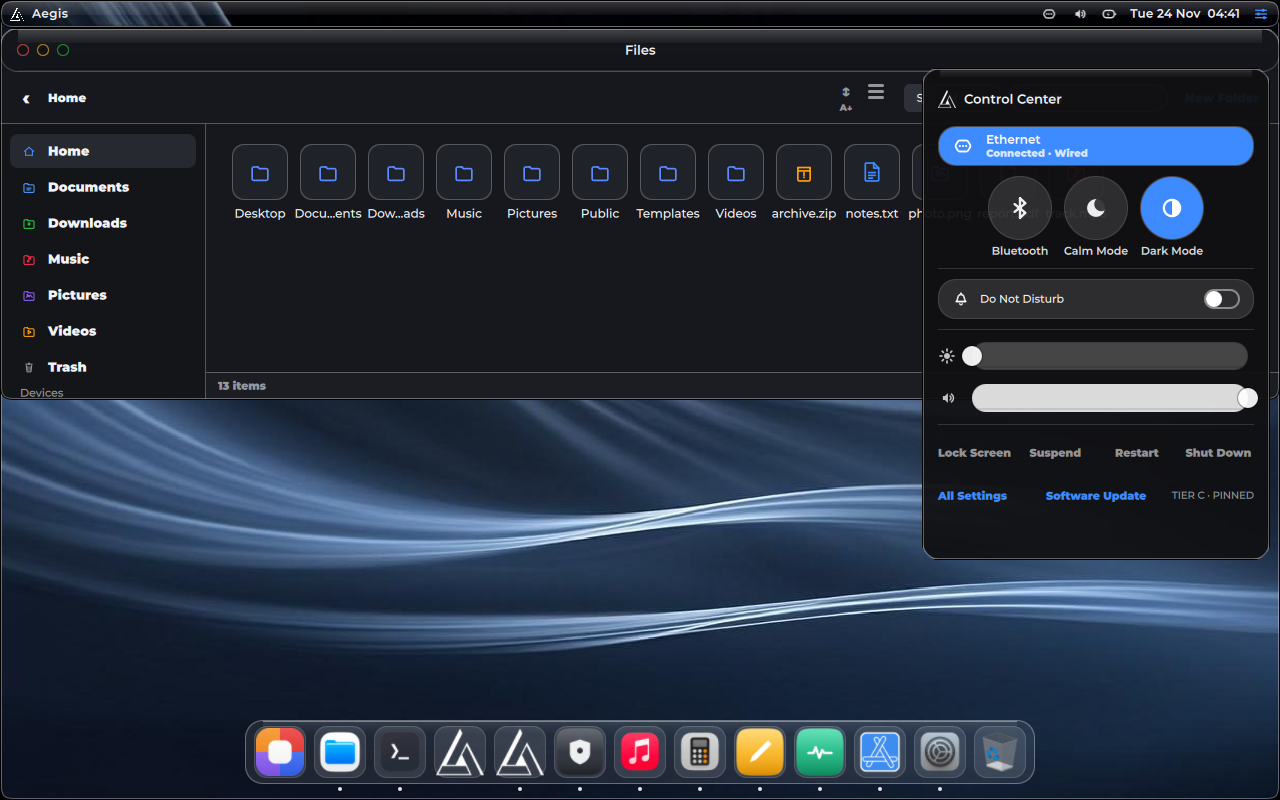 Aegis
Tue 24 Nov 04:41
Files
Home
A+
S
New Folder
Control Center
Ethernet
Connected • Wired
Home
Documents
Downloads
Music
Pictures
Videos
Trash
Devices
Desktop Docu...ents Dow...ads Music Pictures Public Templates Videos archive.zip notes.txt photo.png
Bluetooth Calm Mode Dark Mode
Do Not Disturb
13 items
Lock Screen Suspend Restart Shut Down
All Settings Software Update TIER C • PINNED